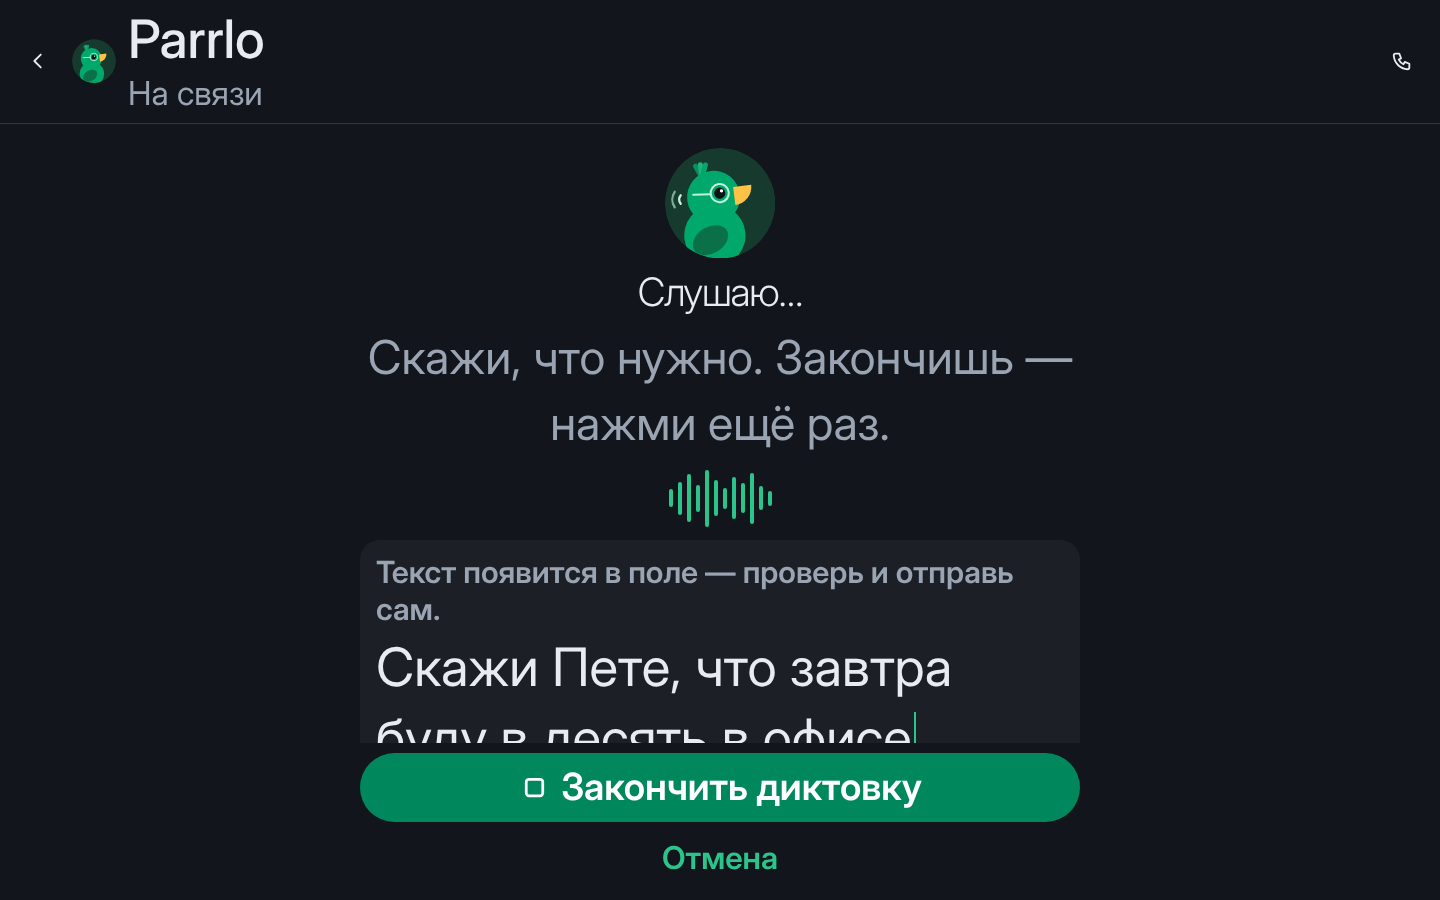 Parrlo
На связи
Слушаю...
Скажи, что нужно. Закончишь —
нажми ещё раз.
Текст появится в поле — проверь и отправь
сам.
Скажи Пете, что завтра
буду в десять в офисе
Закончить диктовку
Отмена